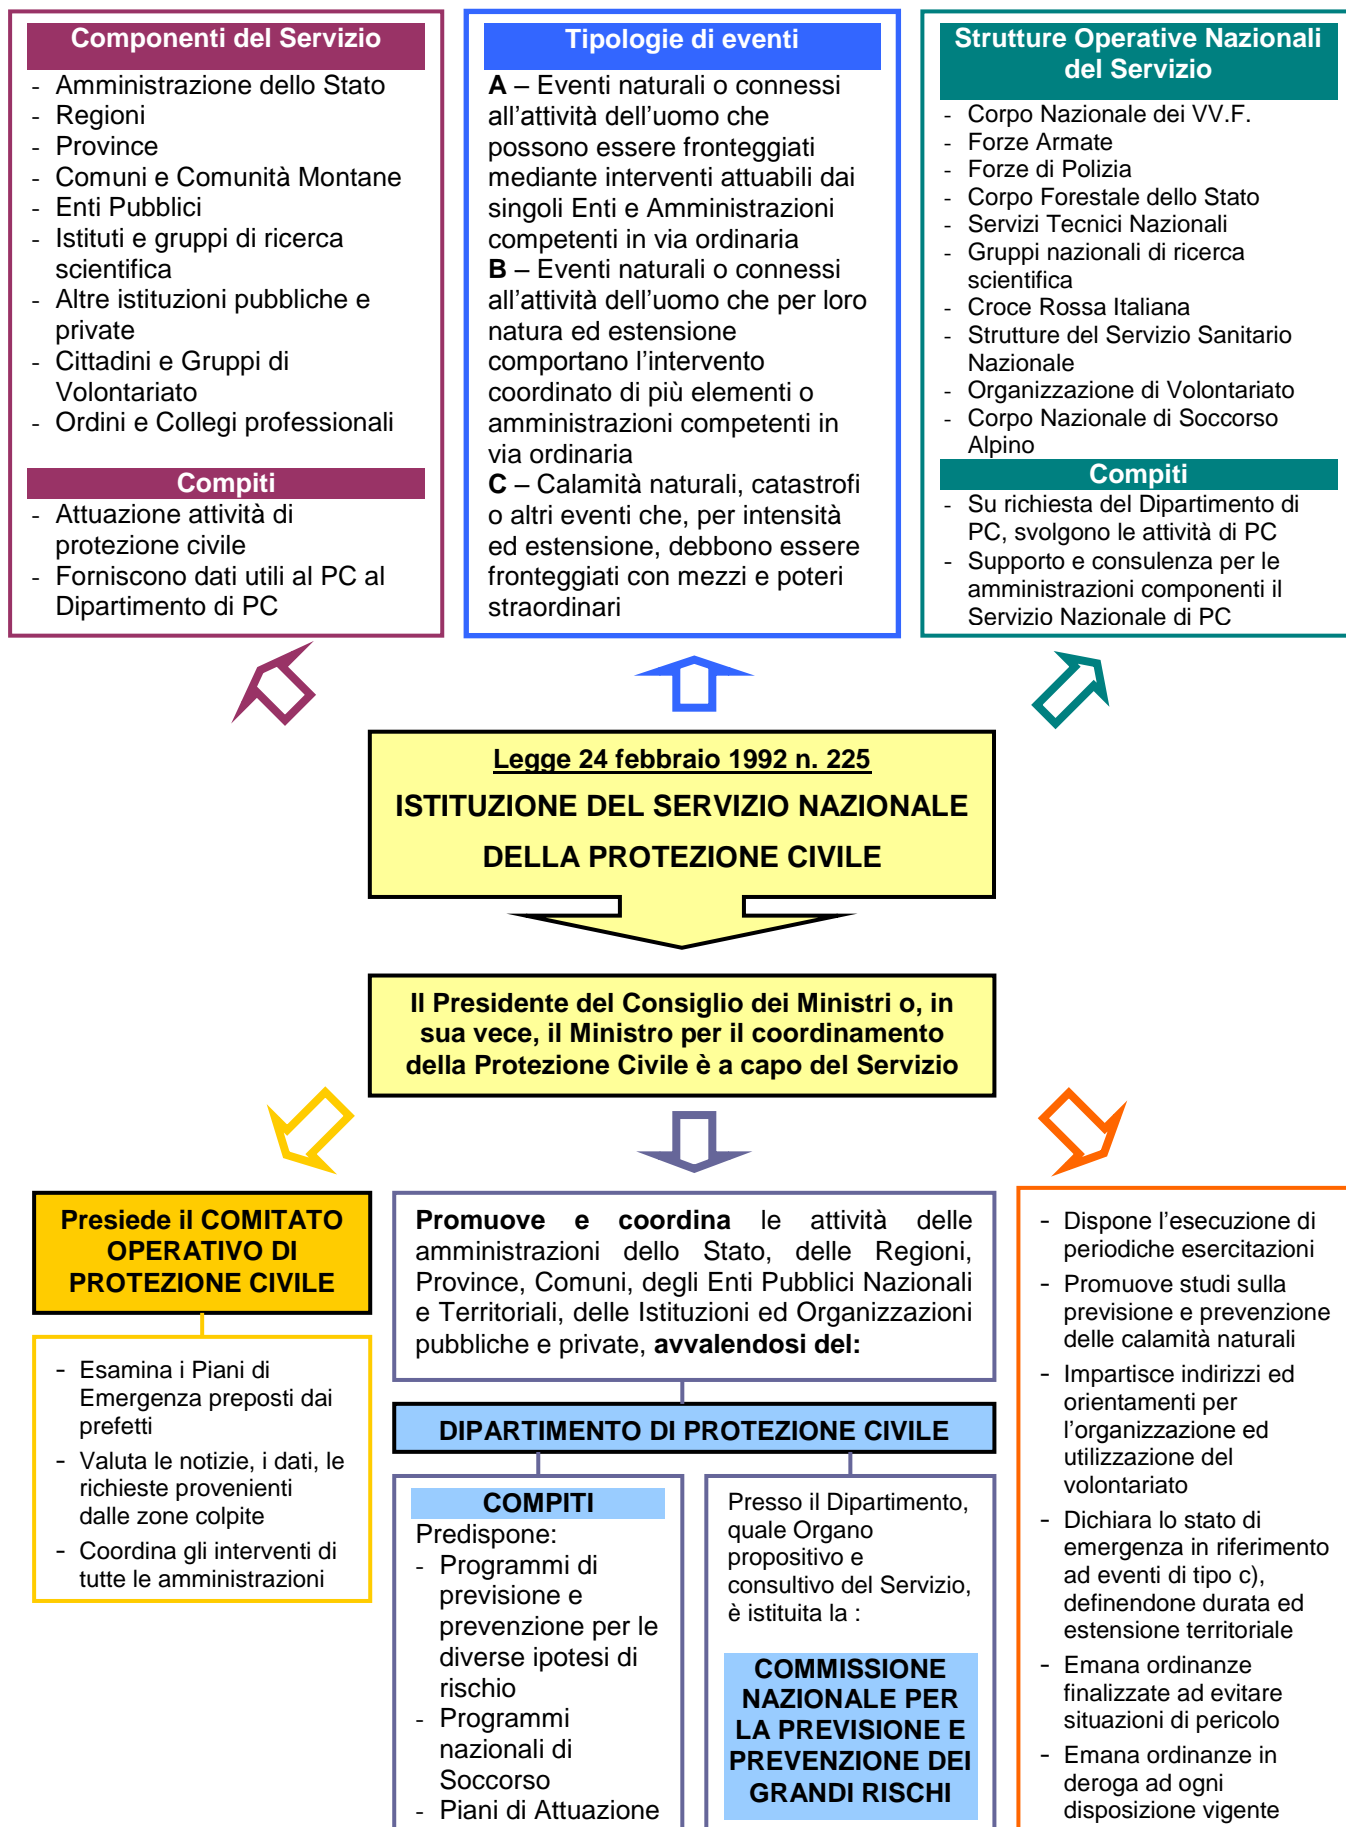 Componenti del Servizio
- Amministrazione dello Stato
- Regioni
- Province
- Comuni e Comunità Montane
- Enti Pubblici
- Istituti e gruppi di ricerca
scientifica
- Altre istituzioni pubbliche e
private
- Cittadini e Gruppi di
Volontariato
- Ordini e Collegi professionali
Compiti
- Attuazione attività di
protezione civile
- Forniscono dati utili al PC al
Dipartimento di PC
Tipologie di eventi
A – Eventi naturali o connessi
all’attività dell’uomo che
possono essere fronteggiati
mediante interventi attuabili dai
singoli Enti e Amministrazioni
competenti in via ordinaria
B – Eventi naturali o connessi
all’attività dell’uomo che per loro
natura ed estensione
comportano l’intervento
coordinato di più elementi o
amministrazioni competenti in
via ordinaria
C – Calamità naturali, catastrofi
o altri eventi che, per intensità
ed estensione, debbono essere
fronteggiati con mezzi e poteri
straordinari
Strutture Operative Nazionali
del Servizio
- Corpo Nazionale dei VV.F.
- Forze Armate
- Forze di Polizia
- Corpo Forestale dello Stato
- Servizi Tecnici Nazionali
- Gruppi nazionali di ricerca
scientifica
- Croce Rossa Italiana
- Strutture del Servizio Sanitario
Nazionale
- Organizzazione di Volontariato
- Corpo Nazionale di Soccorso
Alpino
Compiti
- Su richiesta del Dipartimento di
PC, svolgono le attività di PC
- Supporto e consulenza per le
amministrazioni componenti il
Servizio Nazionale di PC
Legge 24 febbraio 1992 n. 225
ISTITUZIONE DEL SERVIZIO NAZIONALE
DELLA PROTEZIONE CIVILE
Il Presidente del Consiglio dei Ministri o, in
sua vece, il Ministro per il coordinamento
della Protezione Civile è a capo del Servizio
Presiede il COMITATO
OPERATIVO DI
PROTEZIONE CIVILE
- Esamina i Piani di
Emergenza preposti dai
prefetti
- Valuta le notizie, i dati, le
richieste provenienti
dalle zone colpite
- Coordina gli interventi di
tutte le amministrazioni
Promuove e coordina le attività delle
amministrazioni dello Stato, delle Regioni,
Province, Comuni, degli Enti Pubblici Nazionali
e Territoriali, delle Istituzioni ed Organizzazioni
pubbliche e private, avvalendosi del:
DIPARTIMENTO DI PROTEZIONE CIVILE
COMPITI
Predispone:
- Programmi di
previsione e
prevenzione per le
diverse ipotesi di
rischio
- Programmi
nazionali di
Soccorso
- Piani di Attuazione
Presso il Dipartimento,
quale Organo
propositivo e
consultivo del Servizio,
è istituita la :
COMMISSIONE
NAZIONALE PER
LA PREVISIONE E
PREVENZIONE DEI
GRANDI RISCHI
- Dispone l’esecuzione di
periodiche esercitazioni
- Promuove studi sulla
previsione e prevenzione
delle calamità naturali
- Impartisce indirizzi ed
orientamenti per
l’organizzazione ed
utilizzazione del
volontariato
- Dichiara lo stato di
emergenza in riferimento
ad eventi di tipo c),
definendone durata ed
estensione territoriale
- Emana ordinanze
finalizzate ad evitare
situazioni di pericolo
- Emana ordinanze in
deroga ad ogni
disposizione vigente